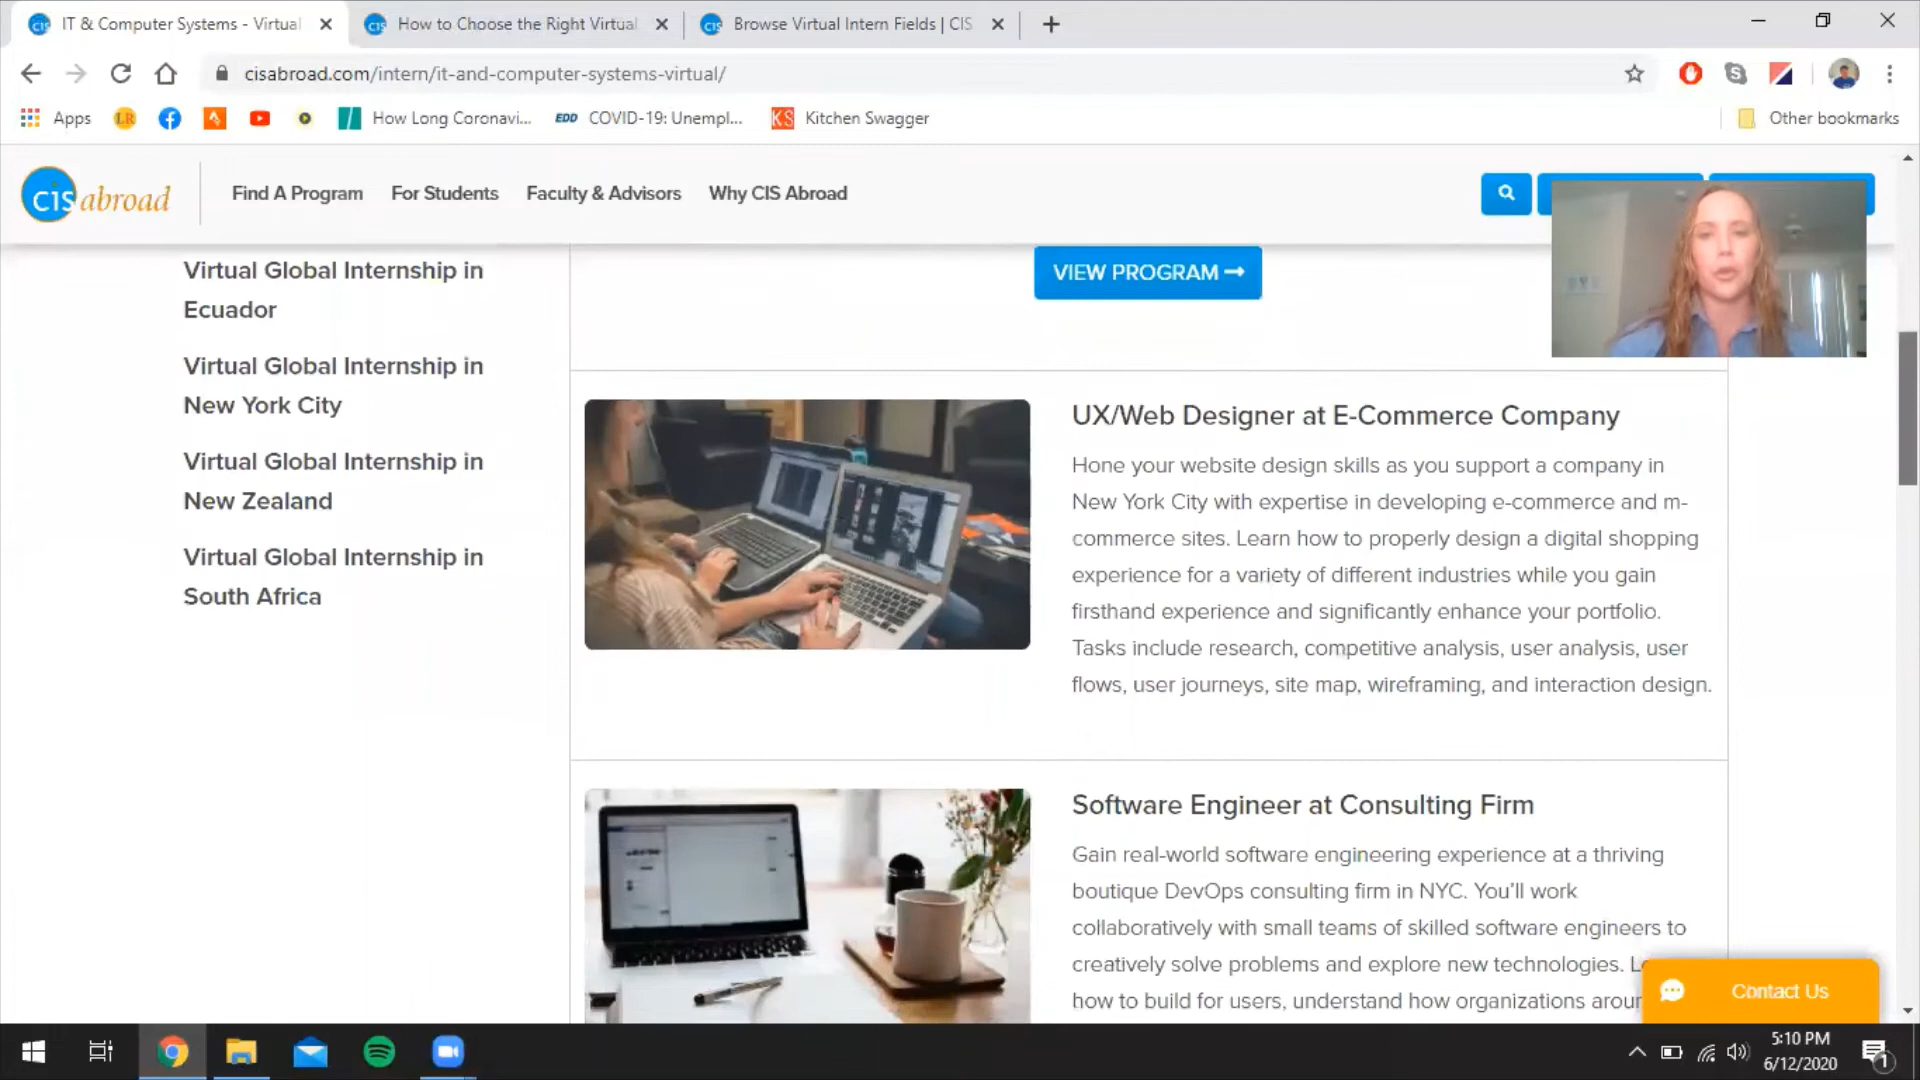 IT & Computer Systems - Virtual
How to Choose the Right Virtual
Browse Virtual Intern Fields | CIS
cisabroad.com/intern/it-and-computer-systems-virtual/
Apps
LR
How Long Coronavi...
EDD
COVID-19: Unempl...
KS
Kitchen Swagger
Other bookmarks
cis abroad
Find A Program
For Students
Faculty & Advisors
Why CIS Abroad
Virtual Global Internship in
Ecuador
Virtual Global Internship in
New York City
Virtual Global Internship in
New Zealand
Virtual Global Internship in
South Africa
VIEW PROGRAM
UX/Web Designer at E-Commerce Company
Hone your website design skills as you support a company in
New York City with expertise in developing e-commerce and m-
commerce sites. Learn how to properly design a digital shopping
experience for a variety of different industries while you gain
firsthand experience and significantly enhance your portfolio.
Tasks include research, competitive analysis, user analysis, user
flows, user journeys, site map, wireframing, and interaction design.
Software Engineer at Consulting Firm
Gain real-world software engineering experience at a thriving
boutique DevOps consulting firm in NYC. You'll work
collaboratively with small teams of skilled software engineers to
creatively solve problems and explore new technologies.
how to build for users, understand how organizations
Contact Us
5:10 PM
6/12/2020
1